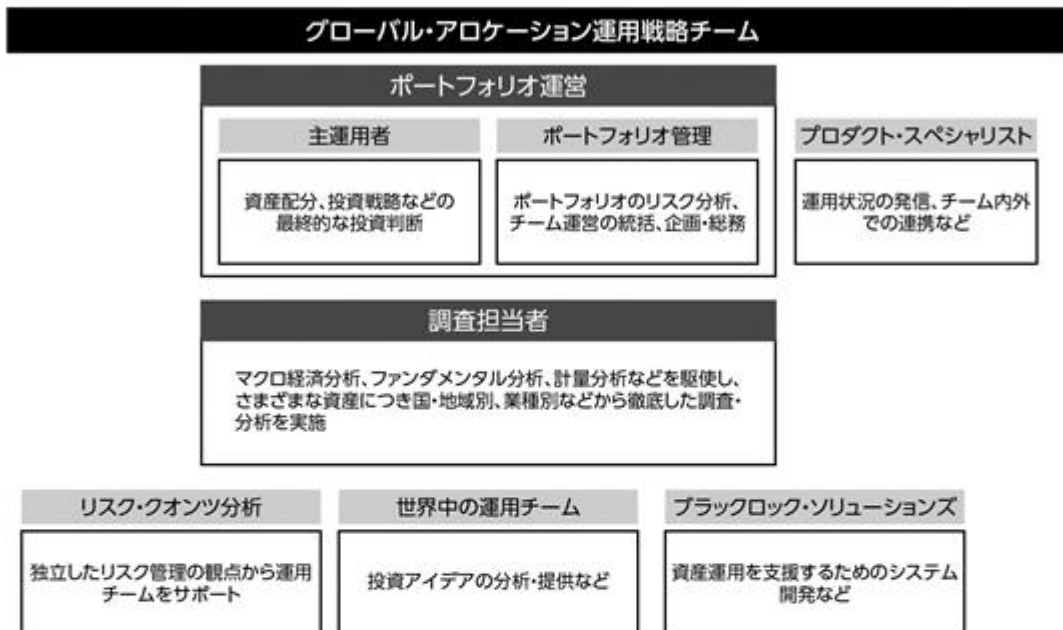 グローバル・アロケーション運用戦略チーム
ポートフォリオ運営
主運用者
資産配分、投資戦略などの
最終的な投資判断
ポートフォリオ管理
ポートフォリオのリスク分析、
チーム運営の統括、企画・総務
プロダクト・スペシャリスト
運用状況の発信、チーム内外
での連携など
調査担当者
マクロ経済分析、ファンダメンタル分析、計量分析などを駆使し、
さまざまな資産につき国・地域別、業種別などから徹底した調査・
分析を実施
リスク・クオンツ分析
独立したリスク管理の観点から運用
チームをサポート
世界中の運用チーム
投資アイデアの分析・提供など
ブラックロック・ソリューションズ
資産運用を支援するためのシステム
開発など